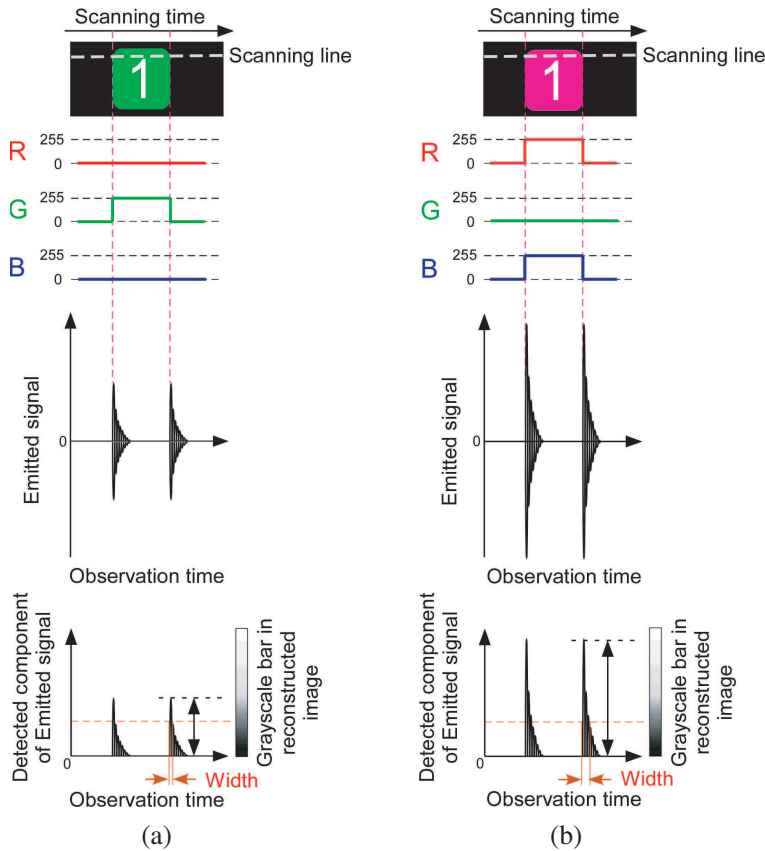 Scanning time
Scanning line
1
R
255
0
G
255
0
B
255
0
Emitted signal
0
Observation time
Detected component
of Emitted signal
0
Grayscale bar in
reconstructed
image
Width
Observation time
(a)
Scanning time
Scanning line
1
R
255
0
G
255
0
B
255
0
Emitted signal
0
Observation time
Detected component
of Emitted signal
0
Grayscale bar in
reconstructed
image
Width
Observation time
(b)